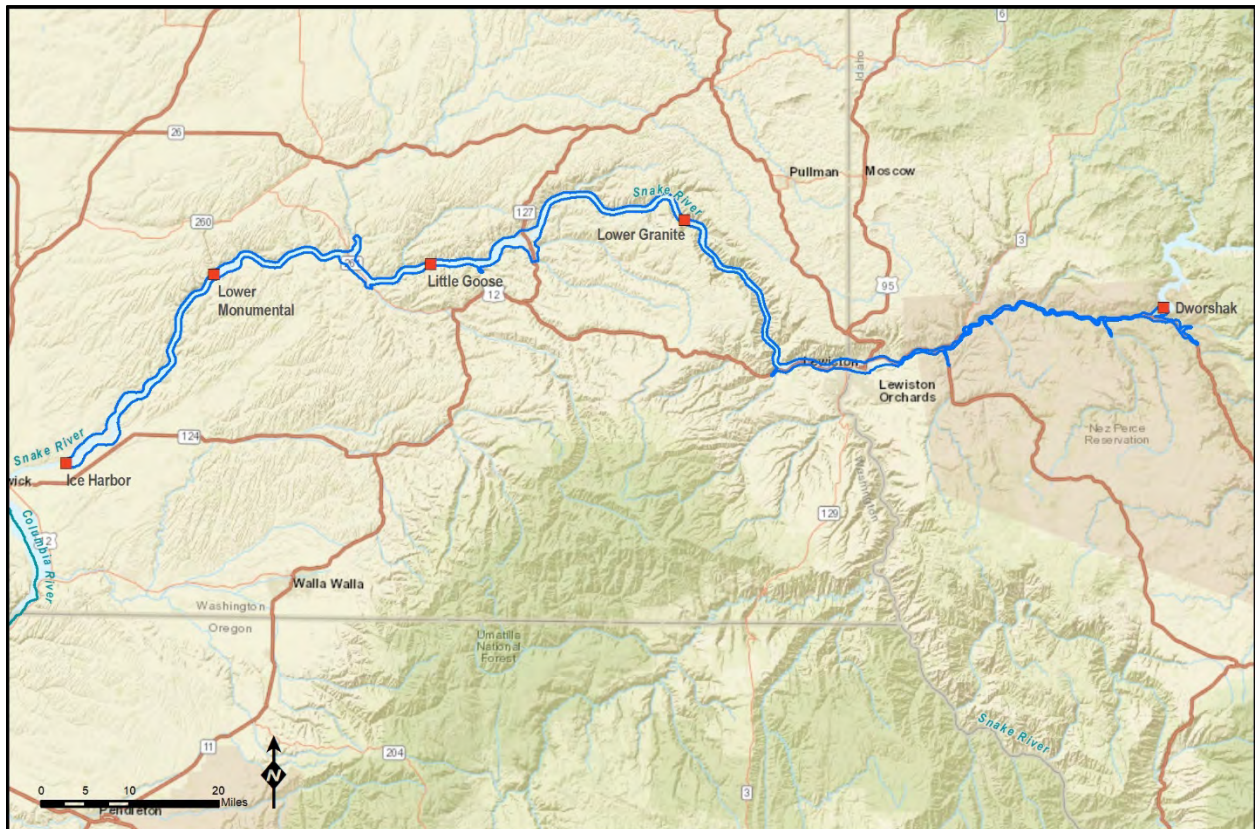 6
Idaho
26
Pullman
Moscow
Snake River
127
260
Lower Granite
3
Lower
Monumental
Little Goose
12
95
Dworshak
Lewiston
Lewiston
Orchards
Nez Perce
Reservation
124
Snake River
wick
Ice Harbor
Washington
129
Columbia River
12
Walla Walla
Washington
Oregon
Umatilla
National
Forest
Snake River
11
204
N
3
0 5 10 20
Miles
Pendleton